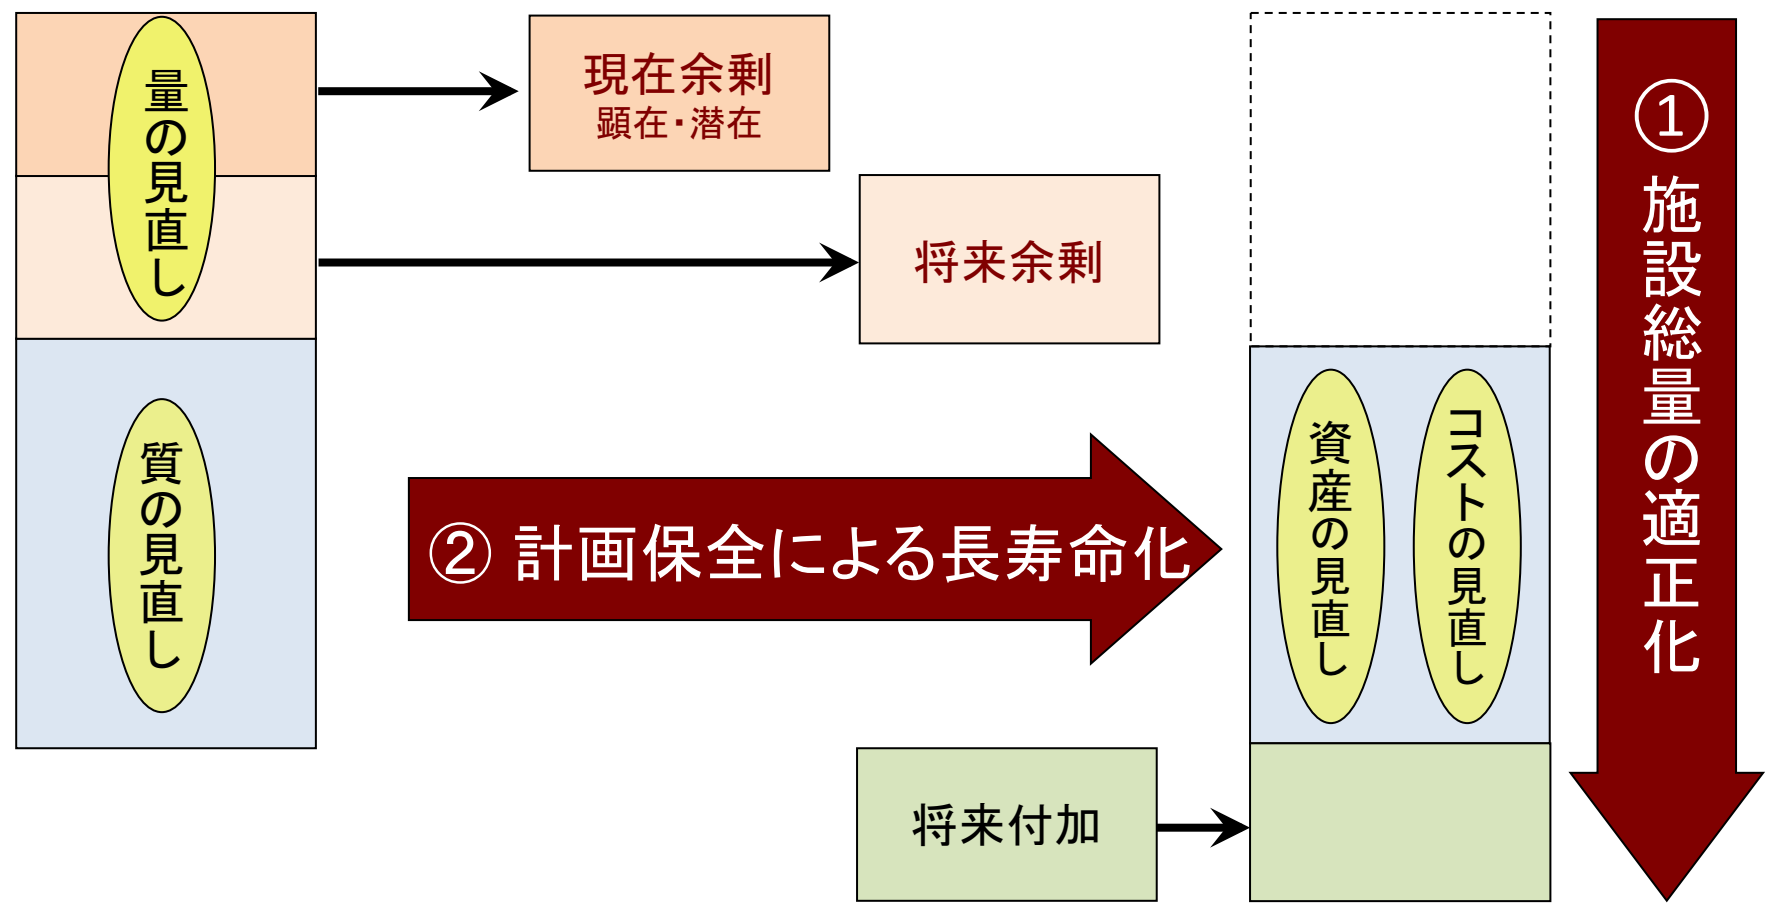 量の見直し
現在余剰
顕在・潜在
将来余剰
質の見直し
② 計画保全による長寿命化
資産の見直し
コストの見直し
将来付加
① 施設総量の適正化